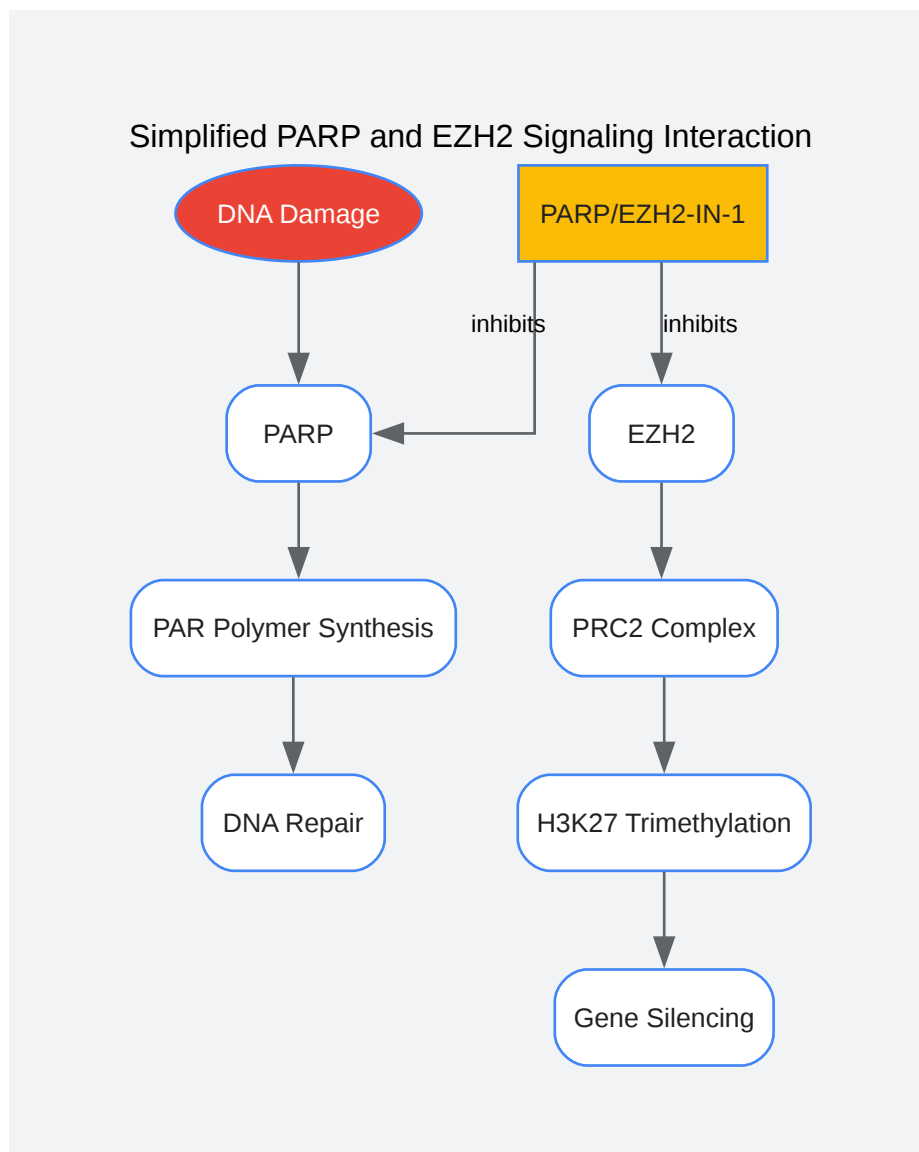 Simplified PARP and EZH2 Signaling Interaction
DNA Damage
PARP/EZH2-IN-1
inhibits
inhibits
PARP
EZH2
PAR Polymer Synthesis
PRC2 Complex
DNA Repair
H3K27 Trimethylation
Gene Silencing